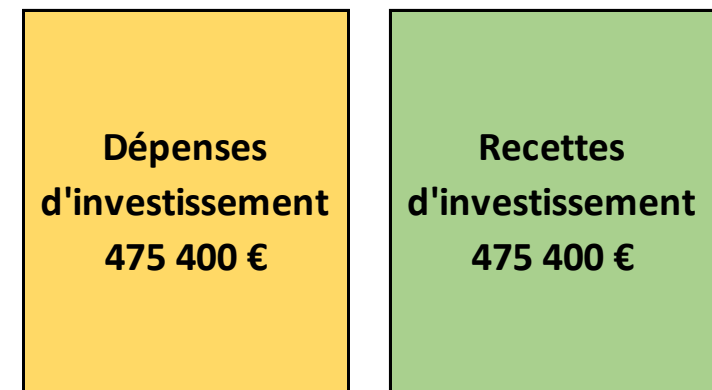 Dépenses
d'investissement
475 400 €
Recettes
d'investissement
475 400 €